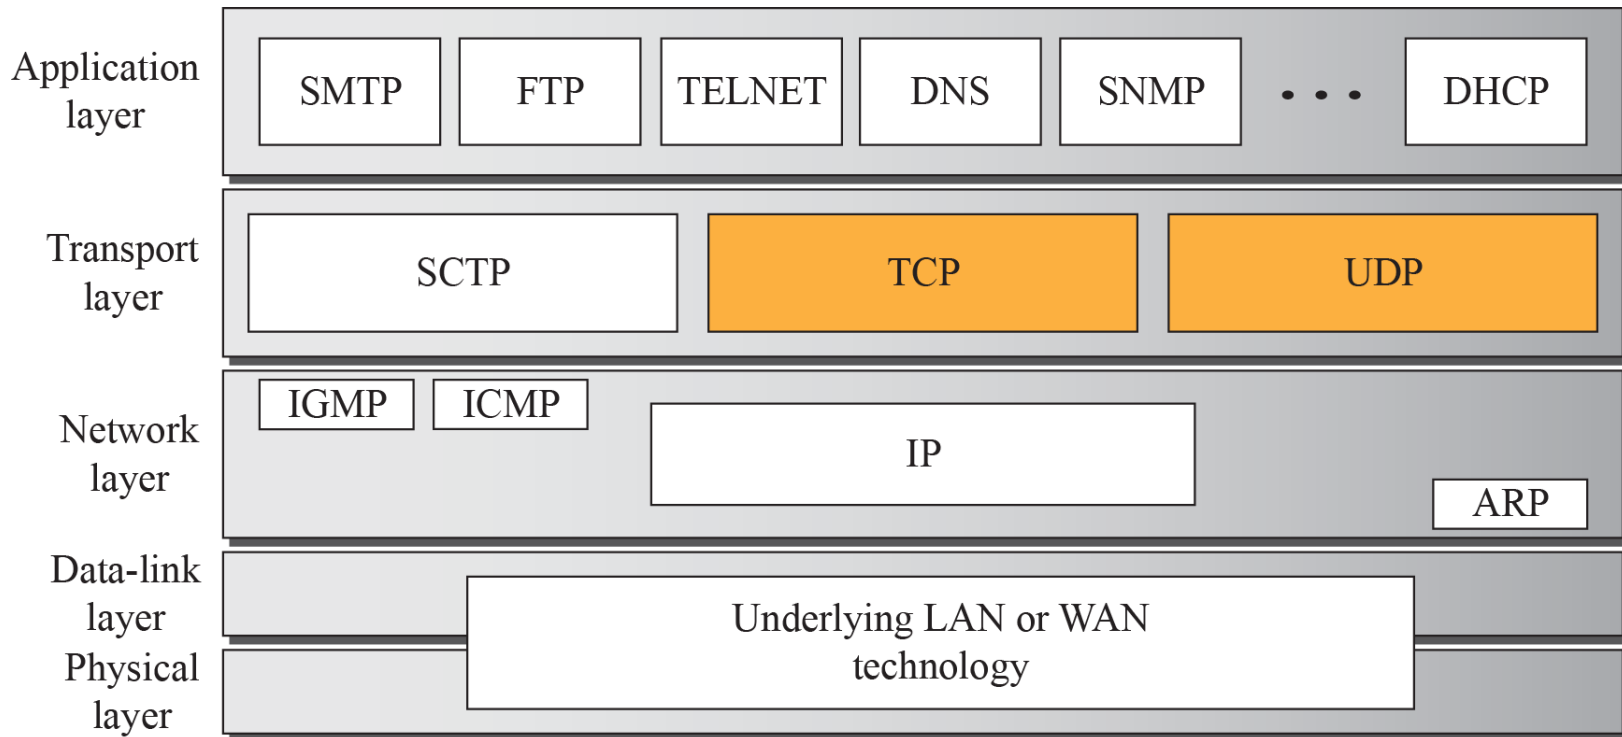 Application
layer
SMTP
FTP
TELNET
DNS
SNMP
. . .
DHCP
Transport
layer
SCTP
TCP
UDP
Network
layer
IGMP
ICMP
IP
ARP
Data-link
layer
Physical
layer
Underlying LAN or WAN
technology